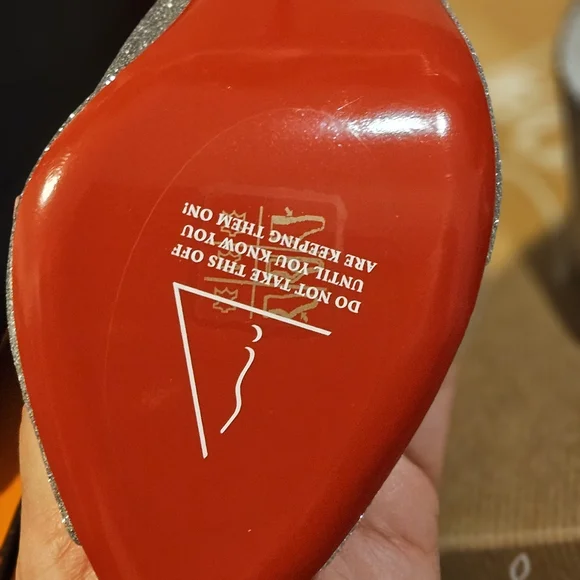 DO NOT TAKE THIS OFF
UNTIL YOU KNOW YOU
ARE KEEPING THEM ON!